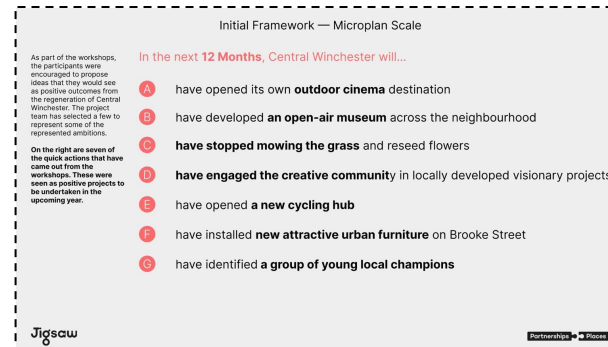 Initial Framework — Microplan Scale
As part of the workshops,
the participants were
encouraged to propose
ideas that they would see
as positive outcomes from
the regeneration of Central
Winchester. The project
team has selected a few to
represent some of the
represented ambitions.
On the right are seven of
the quick actions that have
came out from the
workshops. These were
seen as positive projects to
be undertaken in the
upcoming year.
In the next 12 Months, Central Winchester will...
A have opened its own outdoor cinema destination
B have developed an open-air museum across the neighbourhood
C have stopped mowing the grass and reseed flowers
D have engaged the creative community in locally developed visionary projects
E have opened a new cycling hub
F have installed new attractive urban furniture on Brooke Street
G have identified a group of young local champions
Jigsaw
Partnerships Places